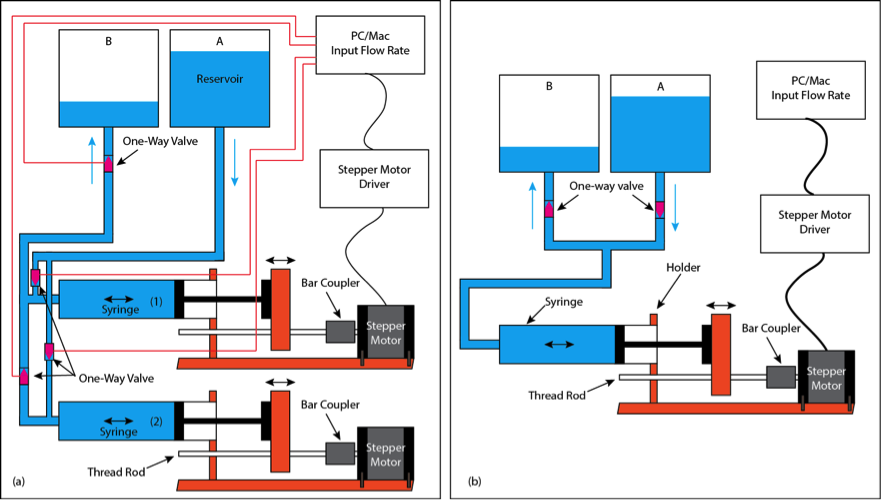 B
A
PC/Mac
Input Flow Rate
Reservoir
One-Way Valve
Stepper Motor
Driver
Bar Coupler
(1)
Syringe
Stepper
Motor
One-Way Valve
Bar Coupler
(2)
Syringe
Stepper
Motor
Thread Rod
(a)
PC/Mac
Input Flow Rate
B
A
One-way valve
Stepper Motor
Driver
Holder
Syringe
Bar Coupler
Stepper
Motor
Thread Rod
(b)